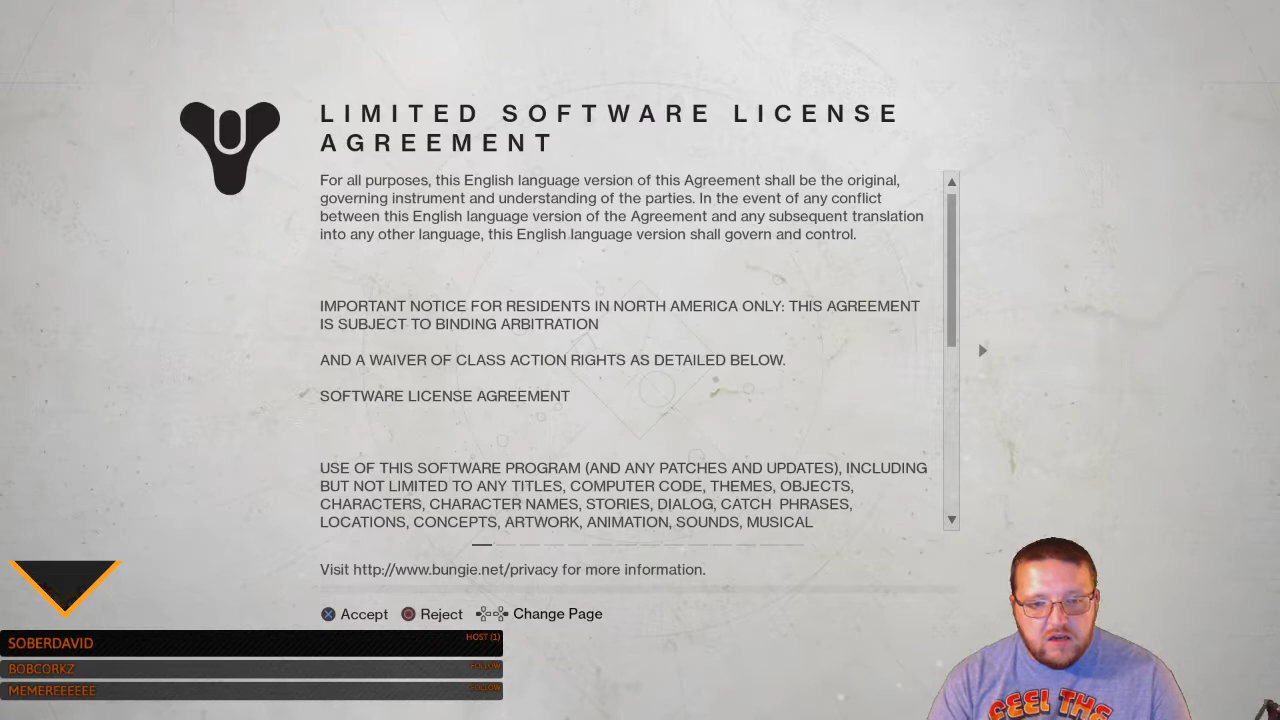 LIMITED SOFTWARE LICENSE
AGREEMENT
For all purposes, this English language version of this Agreement shall be the original,
governing instrument and understanding of the parties. In the event of any conflict
between this English language version of the Agreement and any subsequent translation
into any other language, this English language version shall govern and control.
IMPORTANT NOTICE FOR RESIDENTS IN NORTH AMERICA ONLY: THIS AGREEMENT
IS SUBJECT TO BINDING ARBITRATION
AND A WAIVER OF CLASS ACTION RIGHTS AS DETAILED BELOW.
SOFTWARE LICENSE AGREEMENT
USE OF THIS SOFTWARE PROGRAM (AND ANY PATCHES AND UPDATES), INCLUDING
BUT NOT LIMITED TO ANY TITLES, COMPUTER CODE, THEMES, OBJECTS,
CHARACTERS, CHARACTER NAMES, STORIES, DIALOG, CATCH PHRASES,
LOCATIONS, CONCEPTS, ARTWORK, ANIMATION, SOUNDS, MUSICAL
Visit http://www.bungie.net/privacy for more information.
Accept Reject Change Page
SOBERDAVID HOST (1)
BOBCORKZ FOLLOW
MEMEREEEEEE FOLLOW
FEEL THE